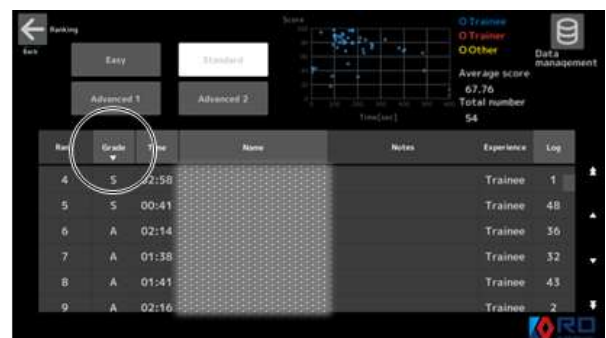 Ranking
Back
Easy
Standard
Advanced 1
Advanced 2
Score
Time[sec]
O Trainee
O Trainer
O Other
Average score
67.76
Total number
54
Data
management
Grade Name Notes Experience Log
4 S 02:58 Trainee 1
5 S 00:41 Trainee 48
6 A 02:14 Trainee 36
7 A 01:38 Trainee 32
8 A 01:41 Trainee 43
9 A 02:16 Trainee 2